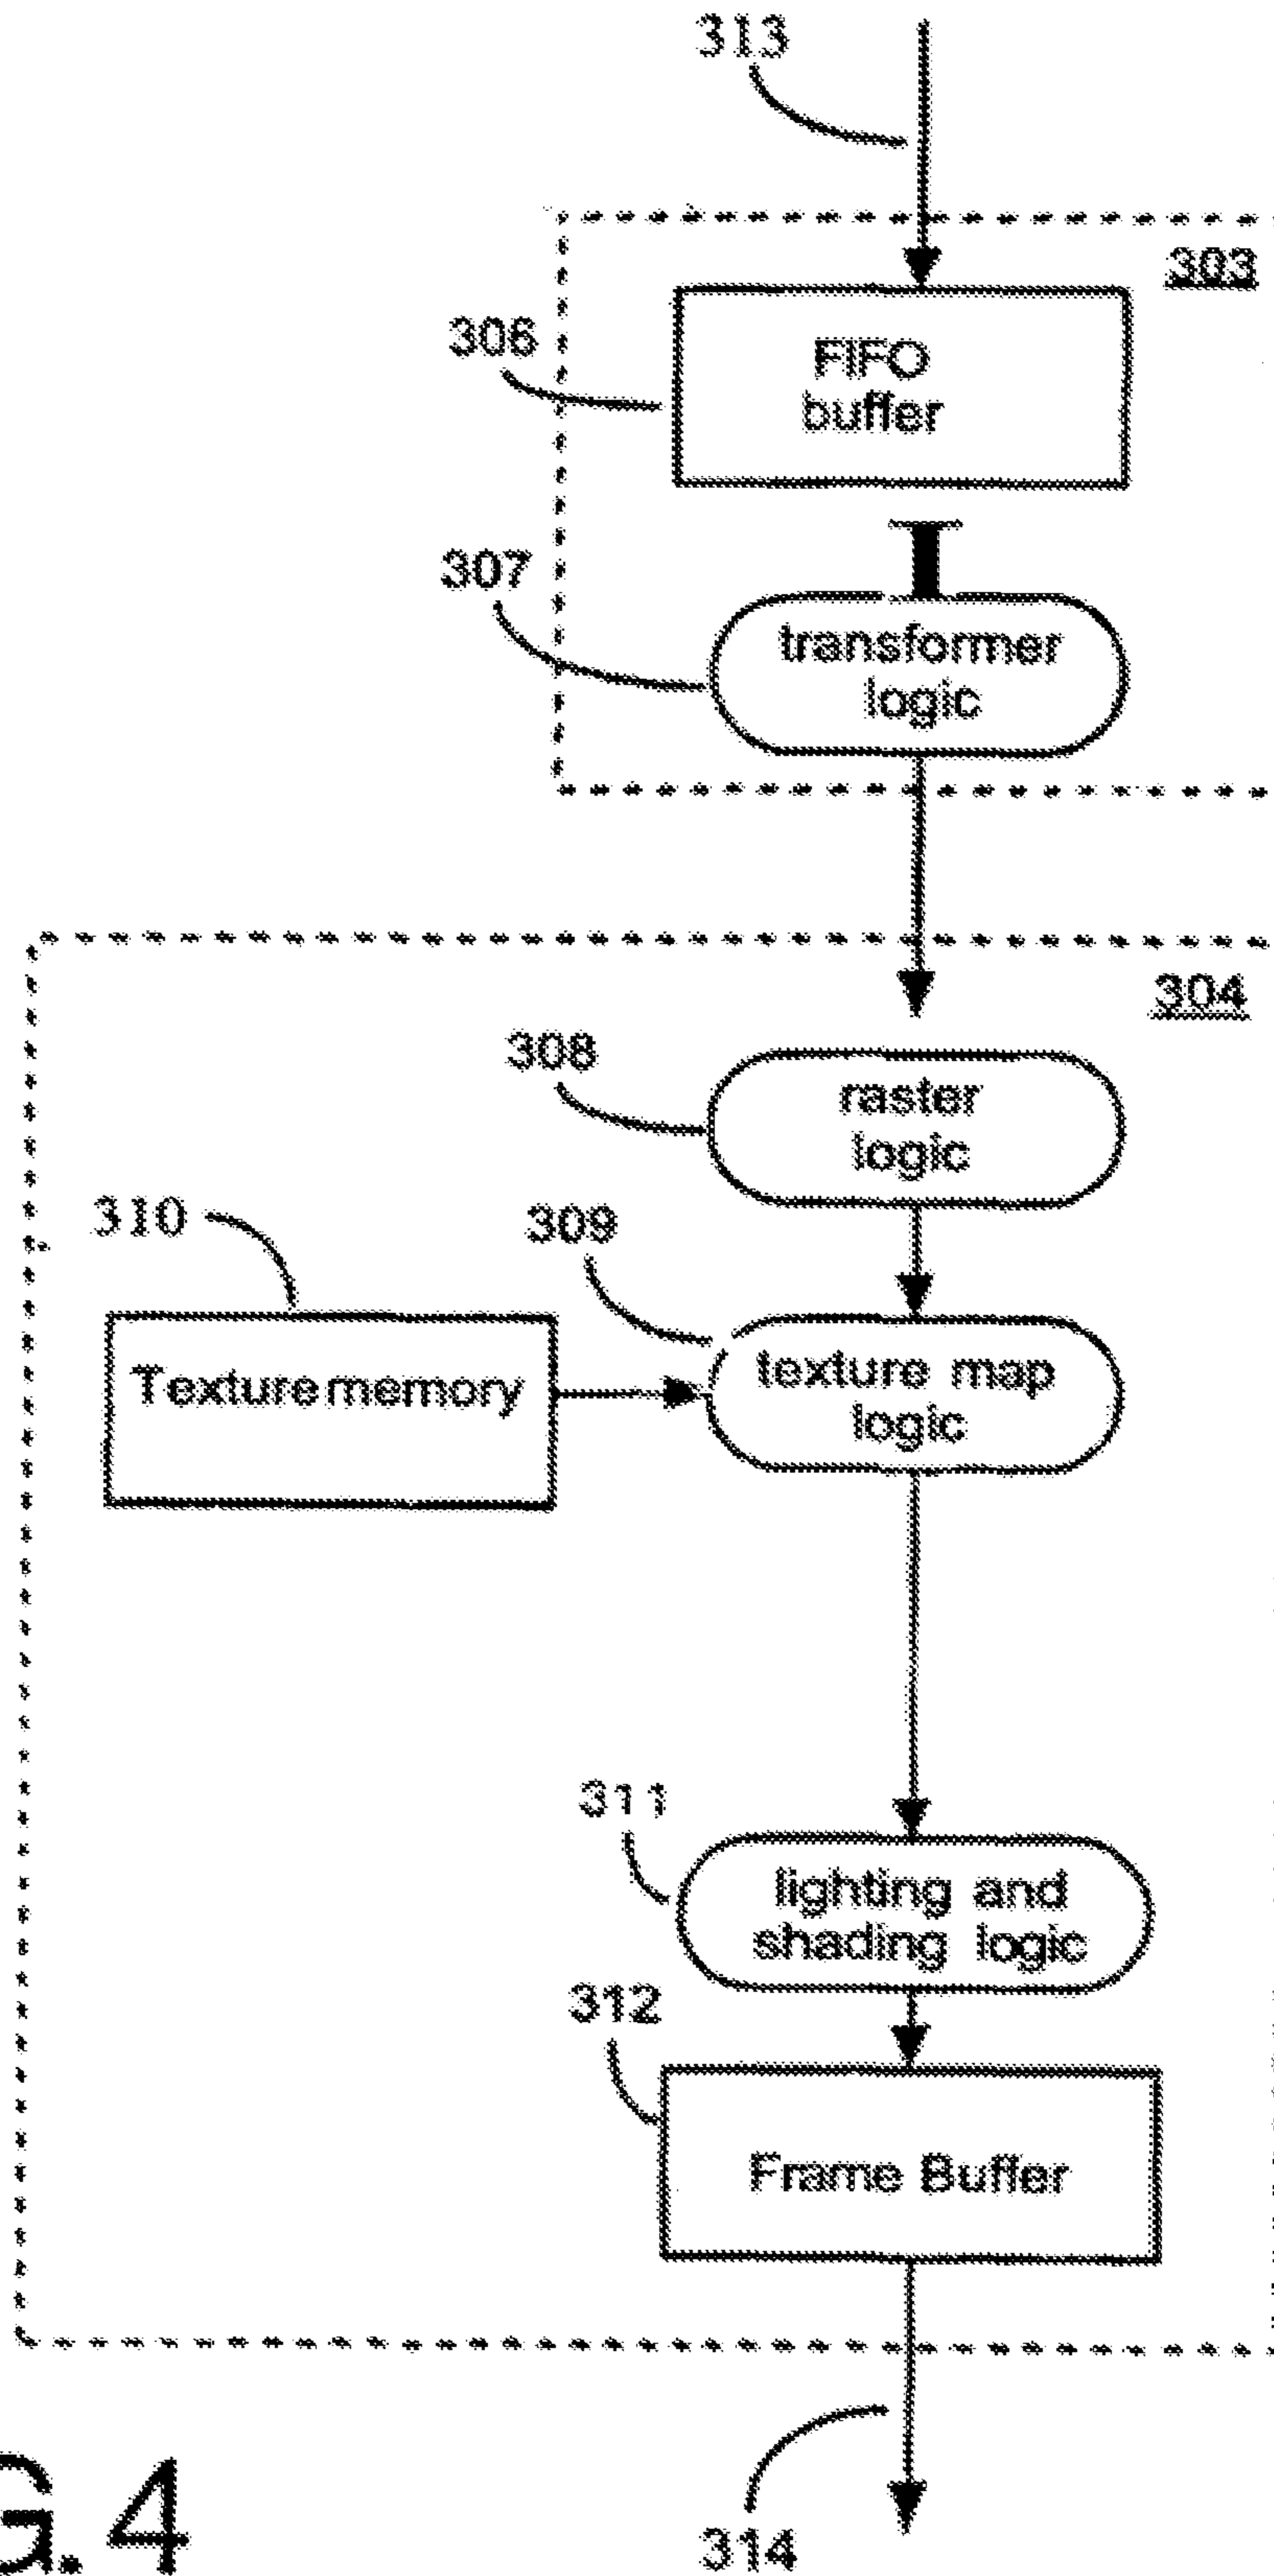 313
303
306
FIFO
buffer
307
transformer
logic
304
308
raster
logic
310
309
Texture memory
texture map
logic
311
lighting and
shading logic
312
Frame Buffer
314
G. 4